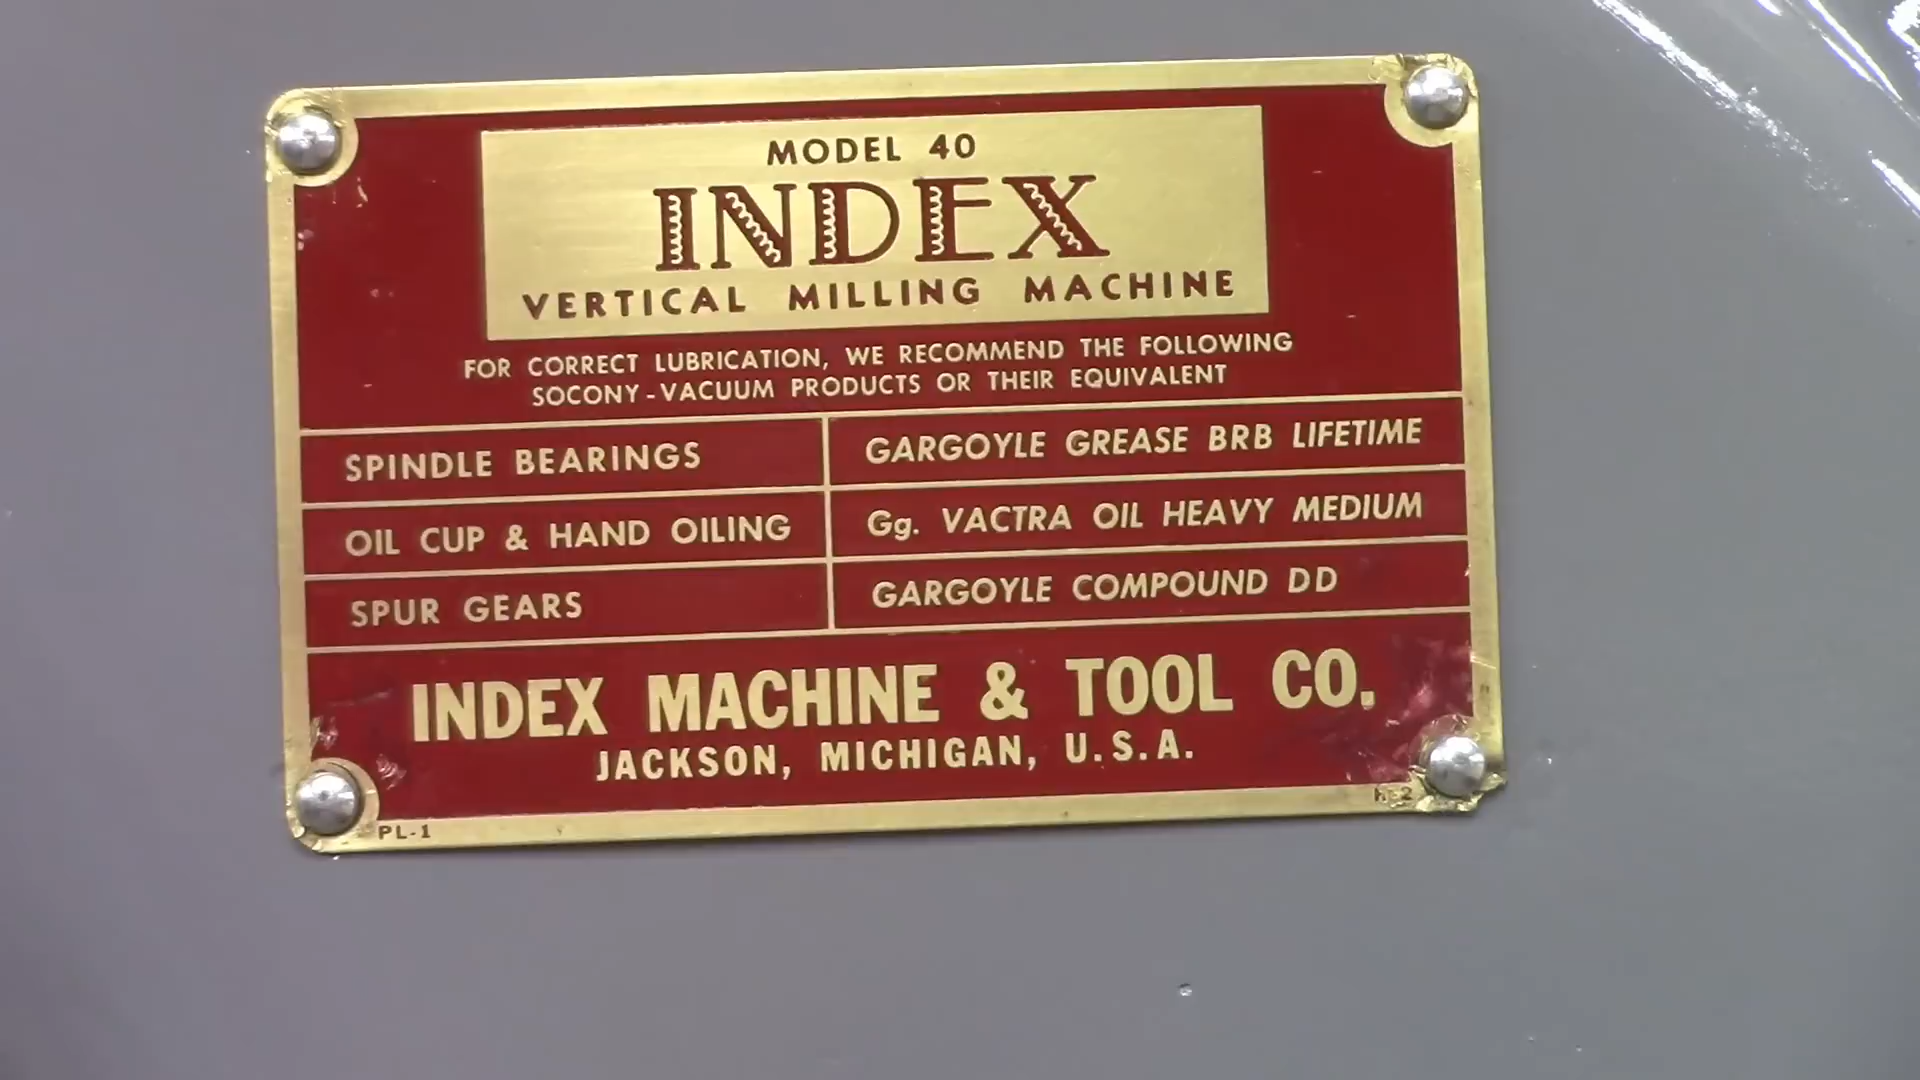 MODEL 40
INDEX
VERTICAL MILLING MACHINE
FOR CORRECT LUBRICATION, WE RECOMMEND THE FOLLOWING
SOCONY-VACUUM PRODUCTS OR THEIR EQUIVALENT
SPINDLE BEARINGS GARGOYLE GREASE BRB LIFETIME
OIL CUP & HAND OILING Gg. VACTRA OIL HEAVY MEDIUM
SPUR GEARS GARGOYLE COMPOUND DD
INDEX MACHINE & TOOL CO.
JACKSON, MICHIGAN, U.S.A.
PL-1